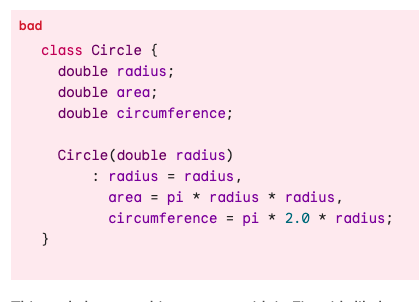 bad
class Circle {
double radius;
double area;
double circumference;
Circle(double radius)
: radius = radius,
area = pi * radius * radius,
circumference = pi * 2.0 * radius;
}